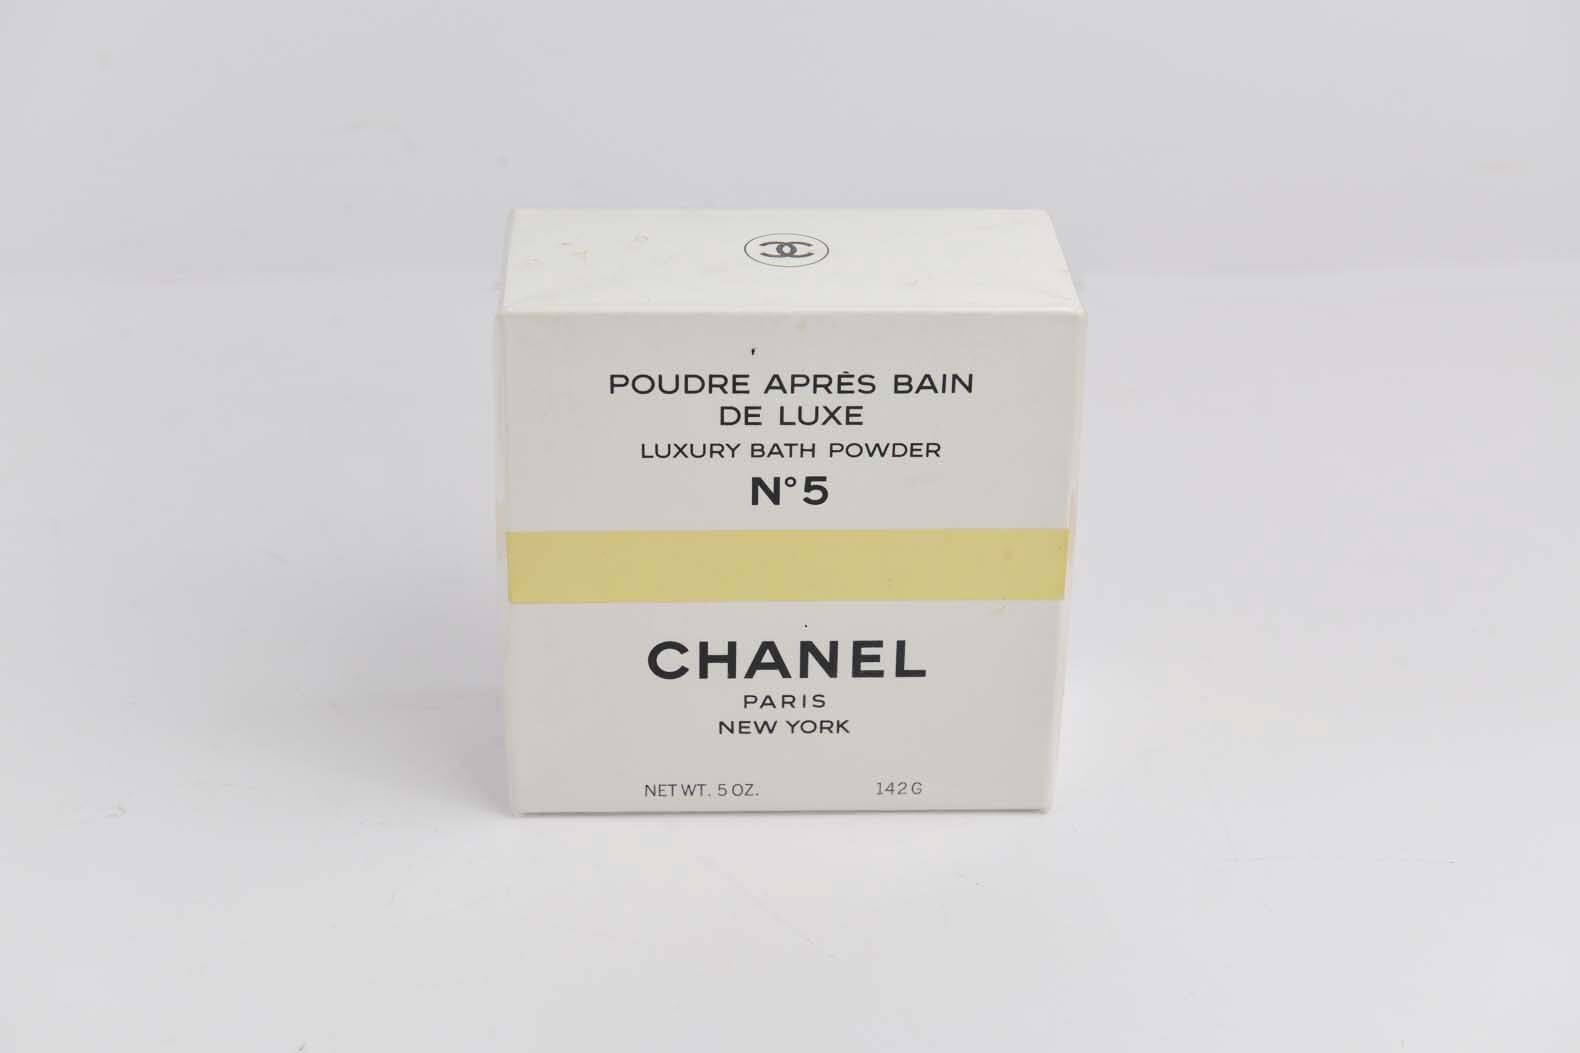 POUDRE APRÈS BAIN
DE LUXE
LUXURY BATH POWDER
N°5
CHANEL
PARIS
NEW YORK
NET WT. 5 OZ. 142 G